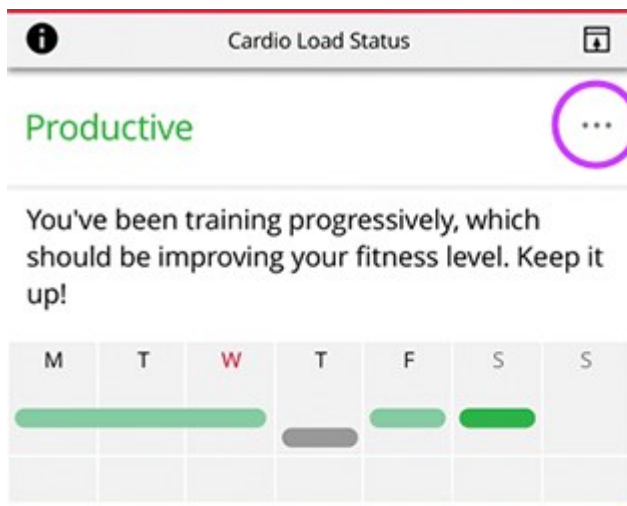 Cardio Load Status
Productive
You've been training progressively, which
should be improving your fitness level. Keep it
up!
M T W T F S S